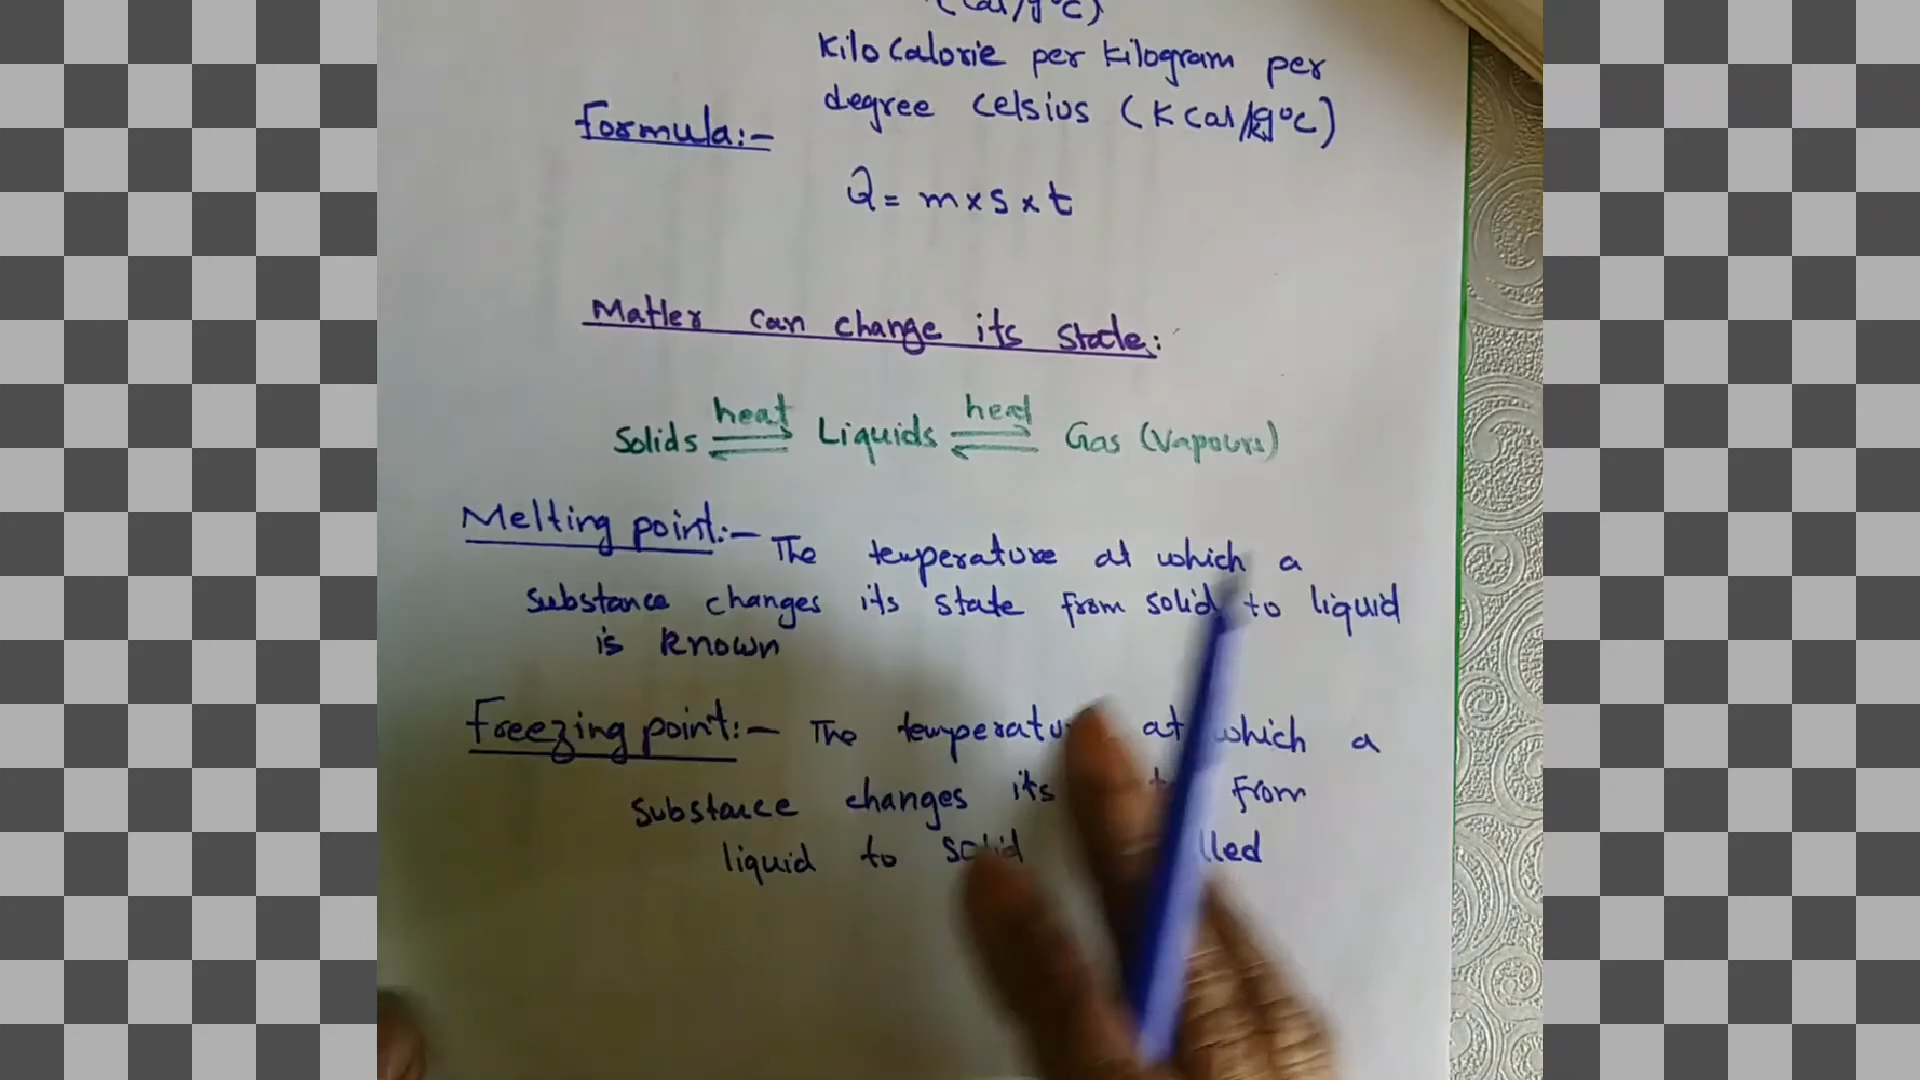 (Cal/g°C)
Kilo Calorie per kilogram per
degree Celsius (K Cal/kg°C)
Formula:-
Q = m×s×t
Matter can change its state:
heat heat
Solids ⇌ Liquids ⇌ Gas (Vapours)
Melting point:- The temperature at which a
substance changes its state from solid to liquid
is known
Freezing point:- The at which a
substance changes its from
liquid to solid